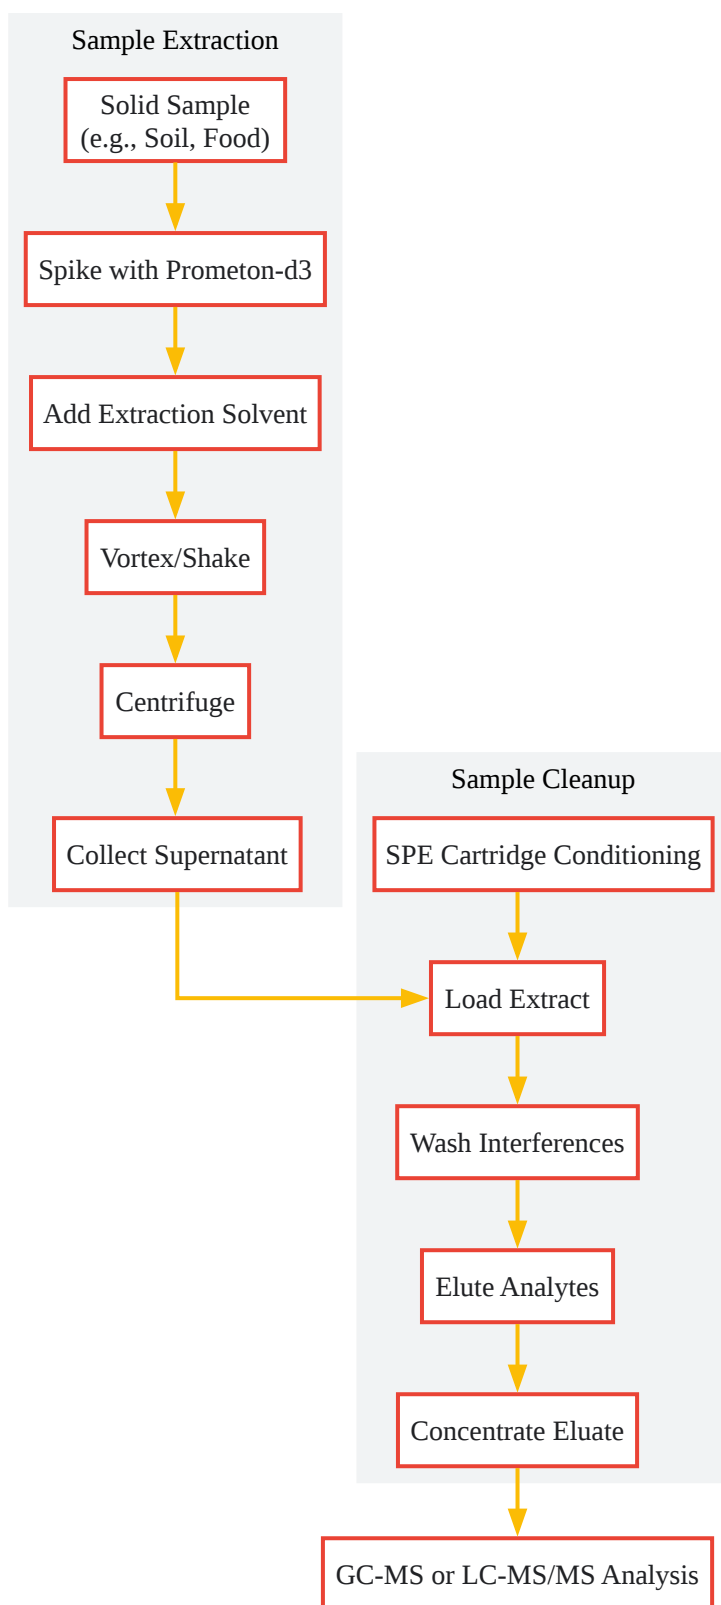 Sample Extraction
Solid Sample
(e.g., Soil, Food)
Spike with Prometon-d3
Add Extraction Solvent
Vortex/Shake
Centrifuge
Collect Supernatant
Sample Cleanup
SPE Cartridge Conditioning
Load Extract
Wash Interferences
Elute Analytes
Concentrate Eluate
GC-MS or LC-MS/MS Analysis